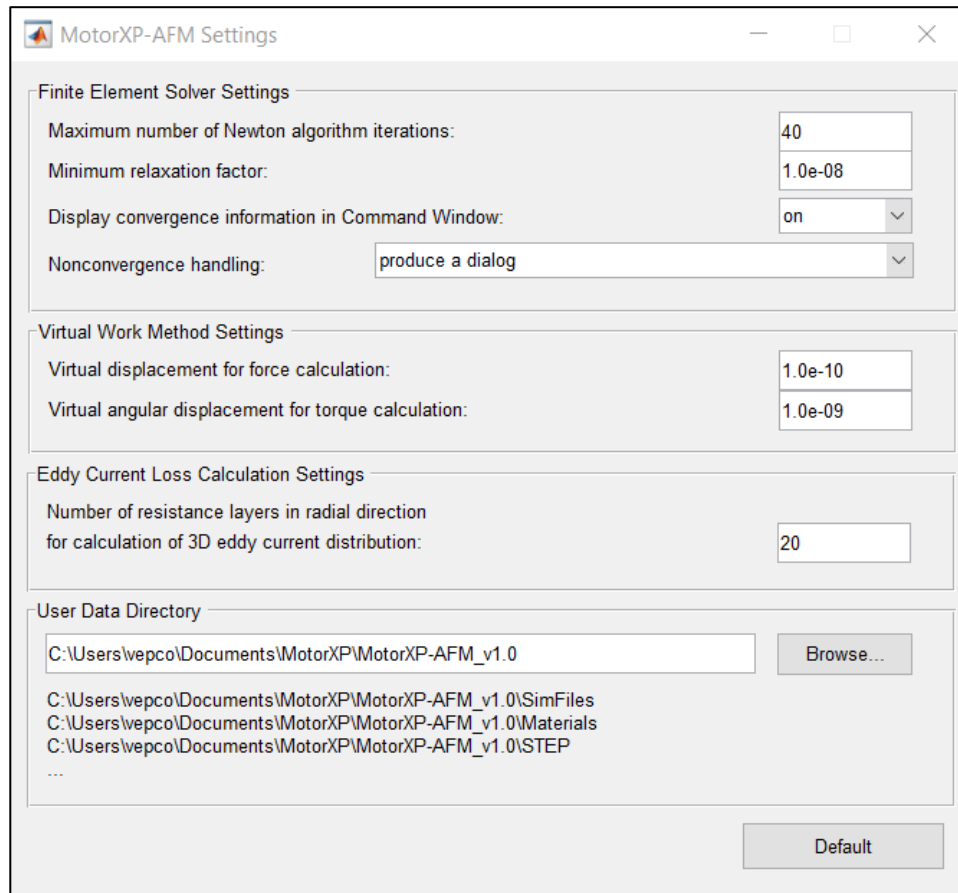 MotorXP-AFM Settings
Finite Element Solver Settings
Maximum number of Newton algorithm iterations: 40
Minimum relaxation factor: 1.0e-08
Display convergence information in Command Window: on
Nonconvergence handling: produce a dialog
Virtual Work Method Settings
Virtual displacement for force calculation: 1.0e-10
Virtual angular displacement for torque calculation: 1.0e-09
Eddy Current Loss Calculation Settings
Number of resistance layers in radial direction
for calculation of 3D eddy current distribution: 20
User Data Directory
C:\Users\vepco\Documents\MotorXP\MotorXP-AFM_v1.0 Browse...
C:\Users\vepco\Documents\MotorXP\MotorXP-AFM_v1.0\SimFiles
C:\Users\vepco\Documents\MotorXP\MotorXP-AFM_v1.0\Materials
C:\Users\vepco\Documents\MotorXP\MotorXP-AFM_v1.0\STEP
...
Default